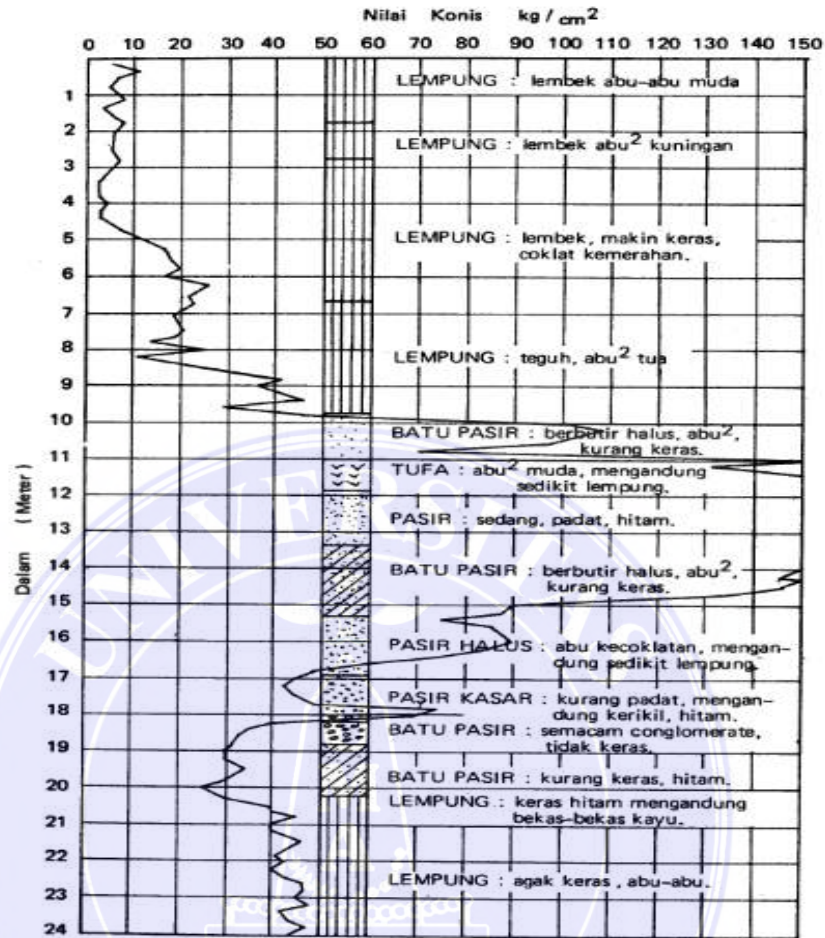 Nilai Konis kg / cm²
0 10 20 30 40 50 60 70 80 90 100 110 120 130 140 150
Dalam (Meter)
LEMPUNG : lembek abu-abu muda
1
2
LEMPUNG : lembek abu² kuningan
3
4
5
LEMPUNG : lembek, makin keras,
coklat kemerahan.
6
7
8
LEMPUNG : teguh, abu² tua
9
10
BATU PASIR : berbutir halus, abu²,
kurang keras.
11
TUFA : abu² muda, mengandung
sedikit lempung.
12
13
PASIR : sedang, padat, hitam.
14
BATU PASIR : berbutir halus, abu²,
kurang keras.
15
16
PASIR HALUS : abu kecoklatan, mengan-
dung sedikit lempung.
17
PASIR KASAR : kurang padat, mengan-
dung kerikil, hitam.
18
BATU PASIR : semacam conglomerate,
tidak keras.
19
BATU PASIR : kurang keras, hitam.
20
LEMPUNG : keras hitam mengandung
bekas-bekas kayu.
21
22
LEMPUNG : agak keras, abu-abu.
23
24
UNIVERSITAS